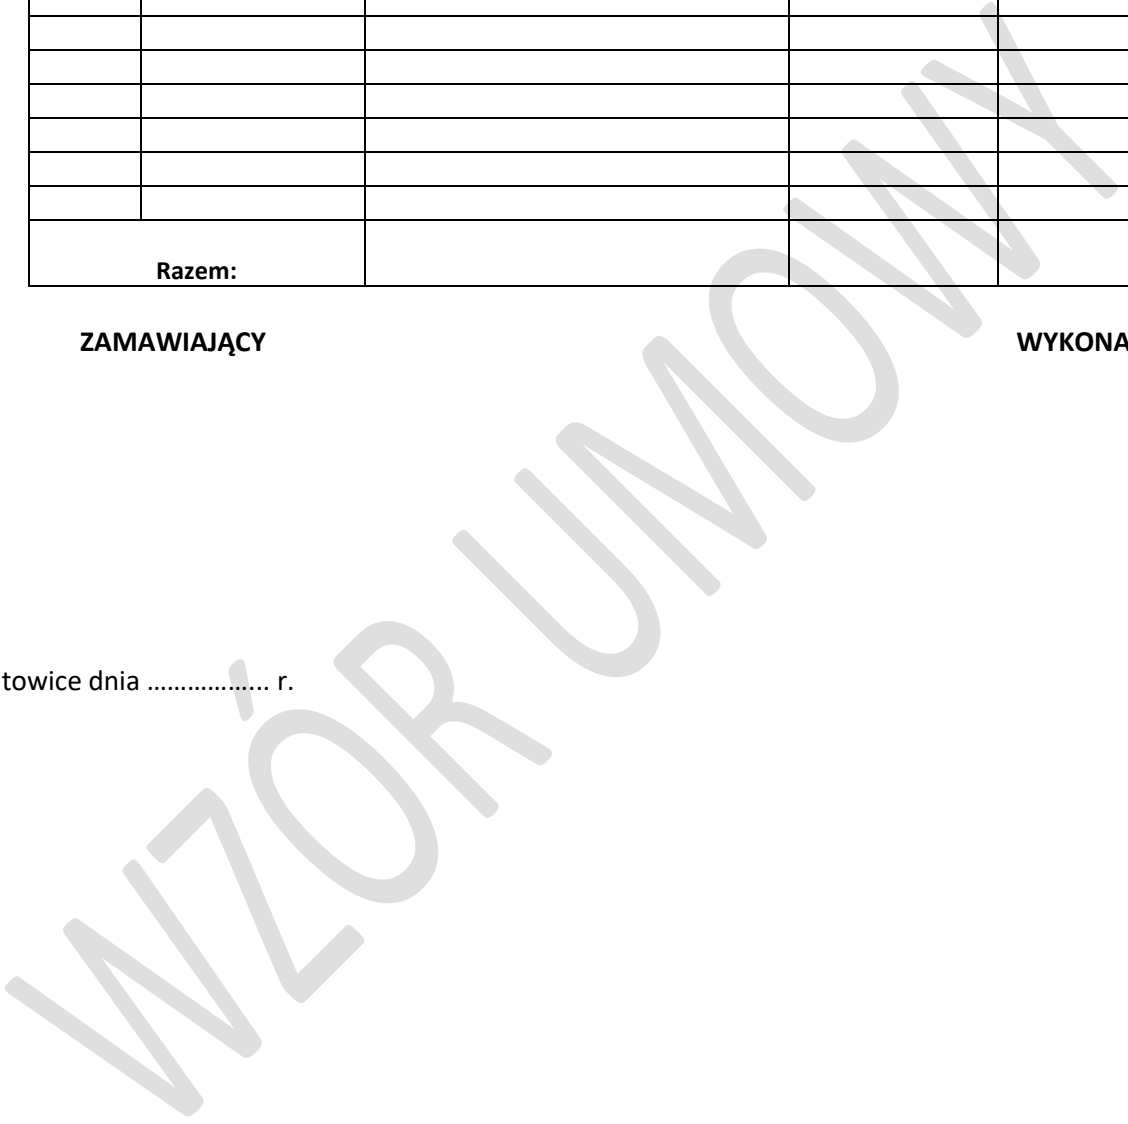 Razem:
ZAMAWIAJĄCY WYKONA
towice dnia .................. r.
WZÓR UMOWY